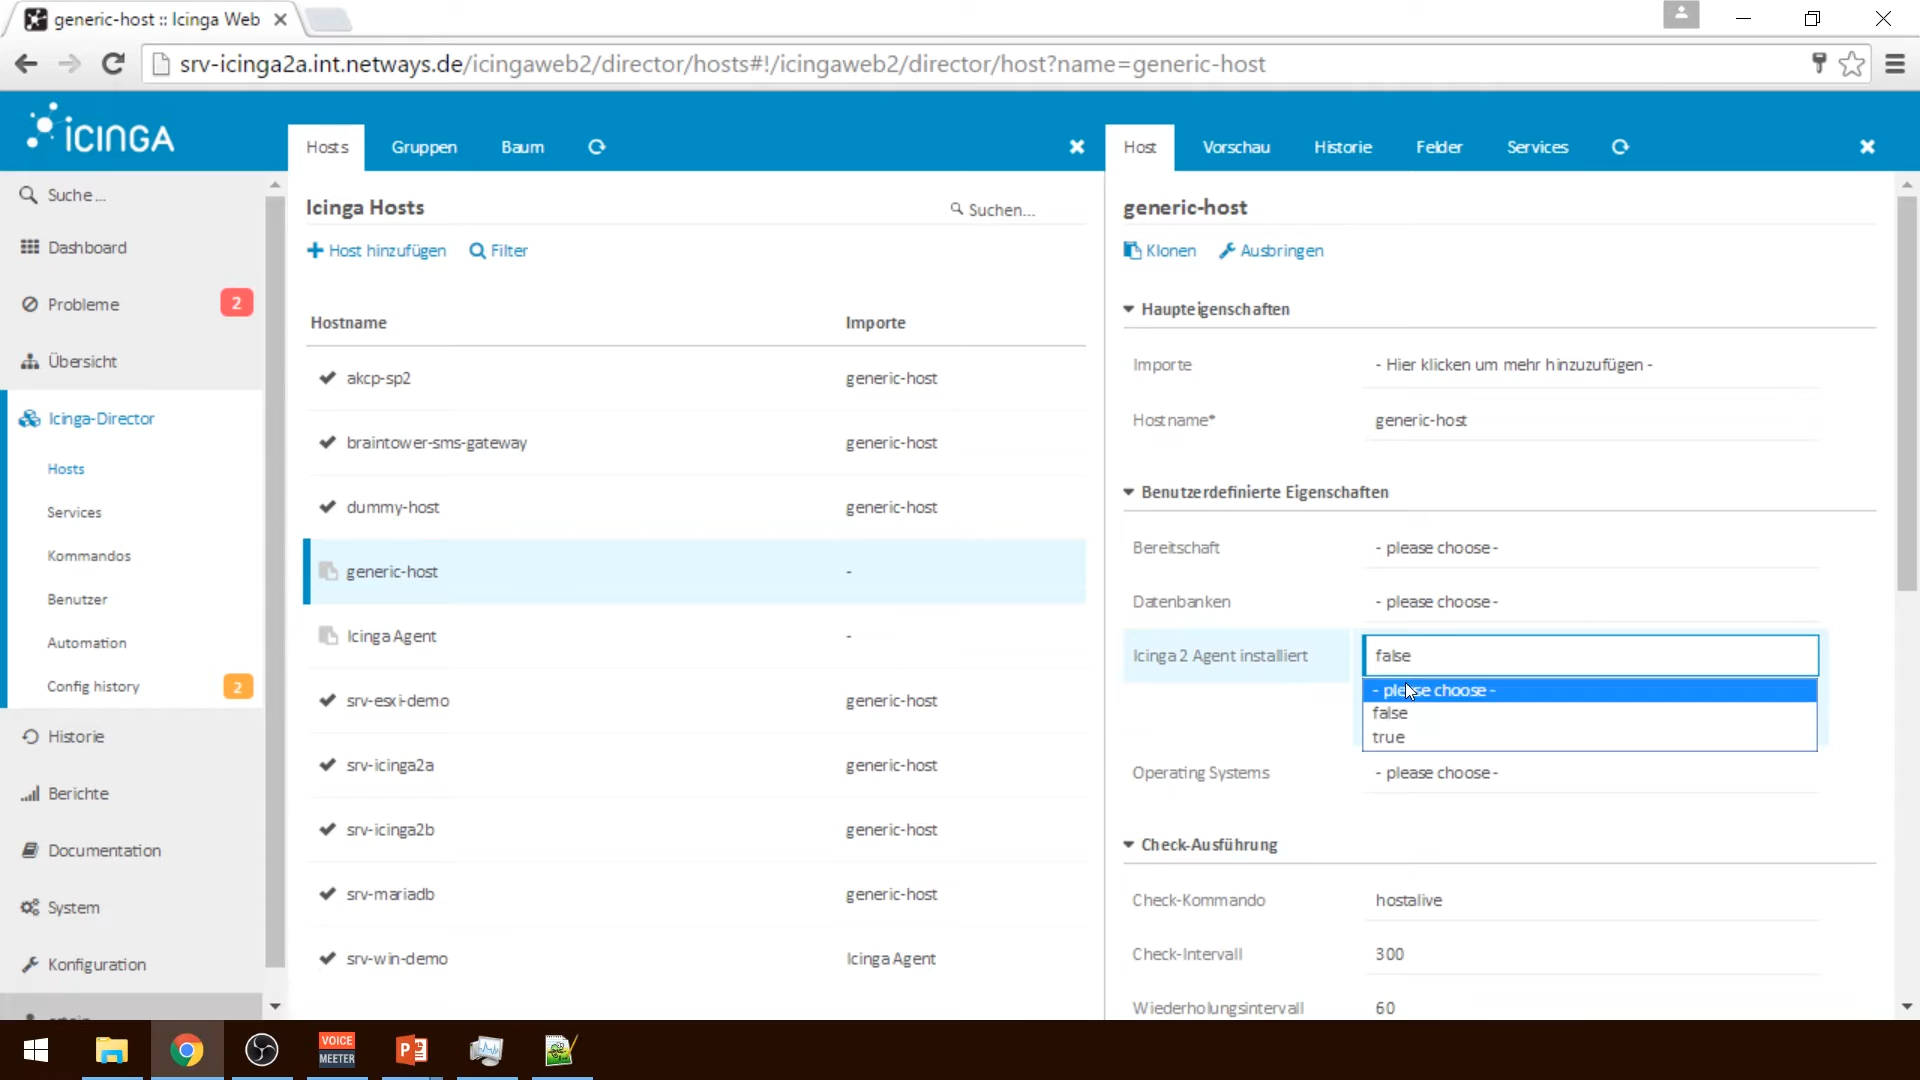 generic-host :: Icinga Web
srv-icinga2a.int.netways.de/icingaweb2/director/hosts#!/icingaweb2/director/host?name=generic-host
ICINGA
Suche ...
Dashboard
Probleme 2
Übersicht
Icinga-Director
Hosts
Services
Kommandos
Benutzer
Automation
Config history 2
Historie
Berichte
Documentation
System
Konfiguration
Hosts Gruppen Baum
Icinga Hosts
Suchen...
Host hinzufügen Filter
Hostname Importe
akcp-sp2 generic-host
braintower-sms-gateway generic-host
dummy-host generic-host
generic-host -
Icinga Agent -
srv-esxi-demo generic-host
srv-icinga2a generic-host
srv-icinga2b generic-host
srv-mariadb generic-host
srv-win-demo Icinga Agent
Host Vorschau Historie Felder Services
generic-host
Klonen Ausbringen
Haupteigenschaften
Importe - Hier klicken um mehr hinzuzufügen -
Hostname* generic-host
Benutzerdefinierte Eigenschaften
Bereitschaft - please choose -
Datenbanken - please choose -
Icinga 2 Agent installiert false
- please choose -
false
true
Operating Systems - please choose -
Check-Ausführung
Check-Kommando hostalive
Check-Intervall 300
Wiederholungsintervall 60
VOICE
MEETER